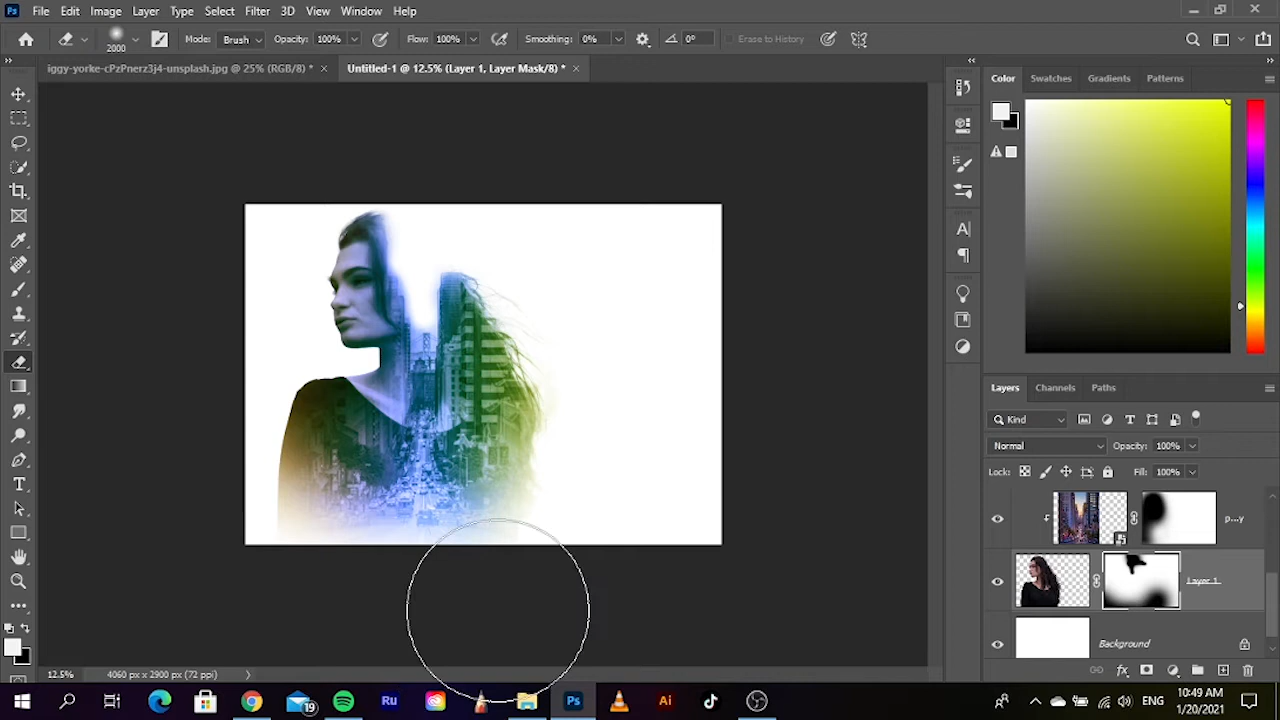 Ps File Edit Image Layer Type Select Filter 3D View Window Help
2000 Mode: Brush Opacity: 100% Flow: 100% Smoothing: 0% 0° Erase to History
iggy-yorke-cPzPnerz3j4-unsplash.jpg @ 25% (RGB/8) * × Untitled-1 @ 12.5% (Layer 1, Layer Mask/8) * ×
Color Swatches Gradients Patterns
Layers Channels Paths
Kind
Normal Opacity: 100%
Lock: Fill: 100%
p...y
Layer 1
Background
12.5% 4060 px x 2900 px (72 ppi)
19 Ru Ps Ai ENG 10:49 AM
1/20/2021